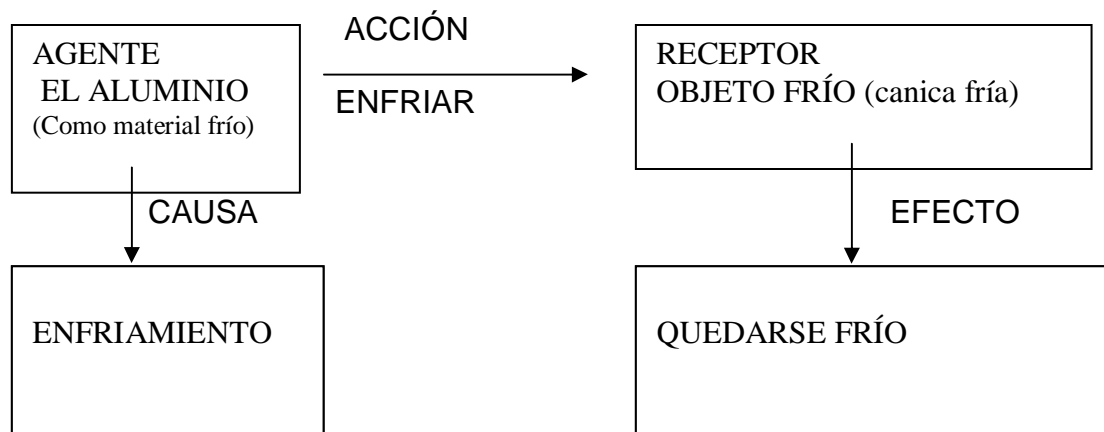 AGENTE
EL ALUMINIO
(Como material frío)
ACCIÓN
ENFRIAR
RECEPTOR
OBJETO FRÍO (canica fría)
CAUSA
EFECTO
ENFRIAMIENTO
QUEDARSE FRÍO